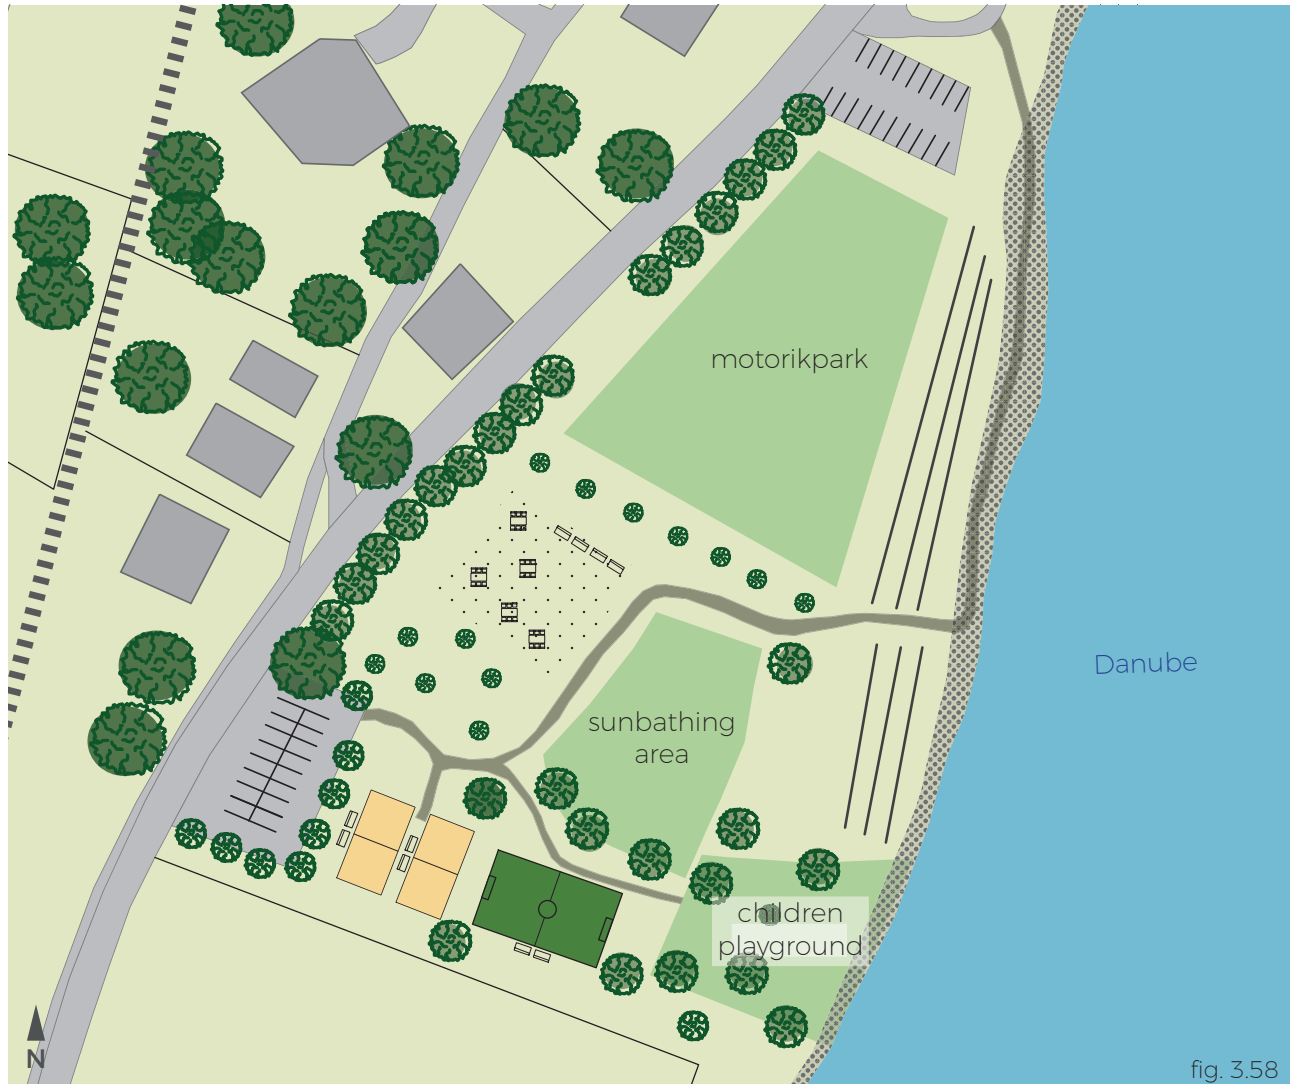 motorikpark
Danube
sunbathing
area
children
playground
N
fig. 3.58